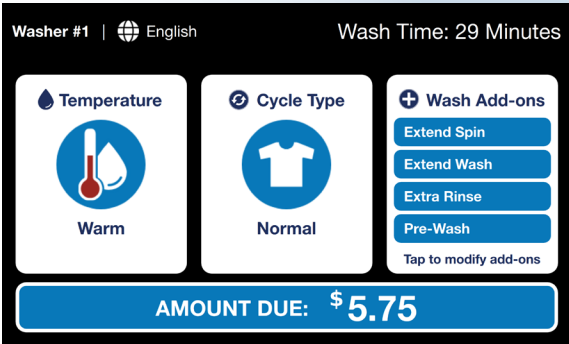 Washer #1 | English
Wash Time: 29 Minutes
Temperature
Warm
Cycle Type
Normal
Wash Add-ons
Extend Spin
Extend Wash
Extra Rinse
Pre-Wash
Tap to modify add-ons
AMOUNT DUE: $5.75